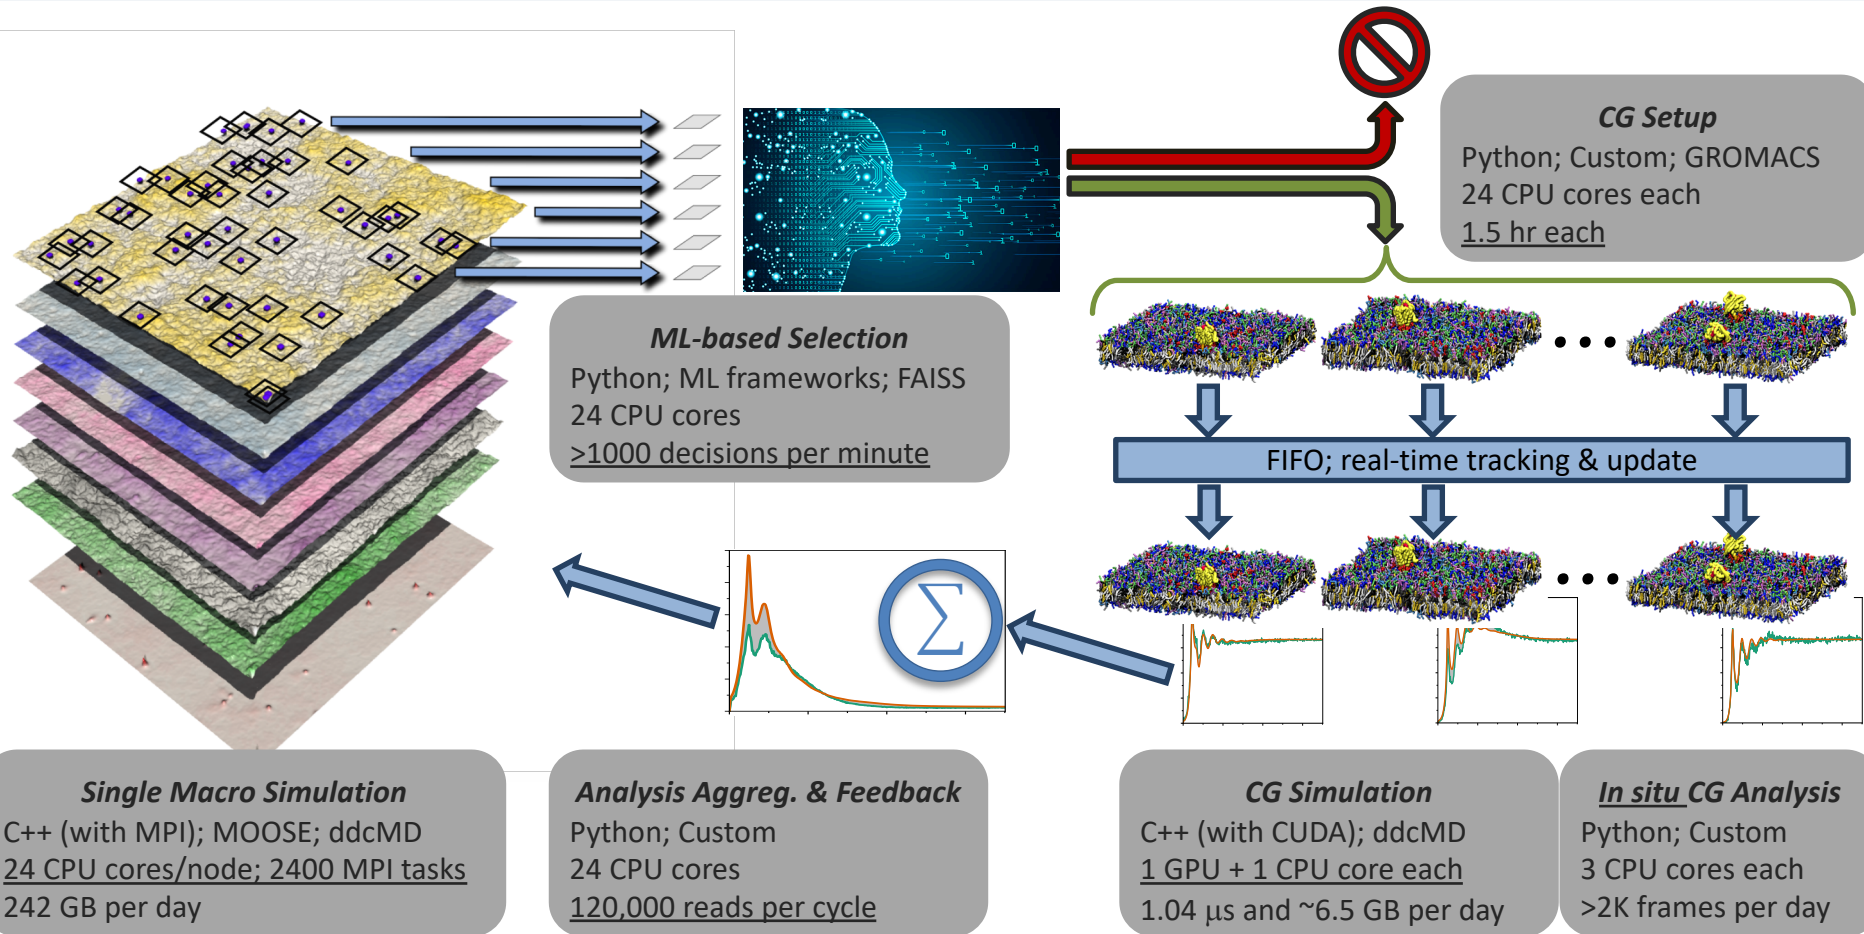 CG Setup
Python; Custom; GROMACS
24 CPU cores each
1.5 hr each
ML-based Selection
Python; ML frameworks; FAISS
24 CPU cores
>1000 decisions per minute
FIFO; real-time tracking & update
∑
Single Macro Simulation
C++ (with MPI); MOOSE; ddcMD
24 CPU cores/node; 2400 MPI tasks
242 GB per day
Analysis Aggreg. & Feedback
Python; Custom
24 CPU cores
120,000 reads per cycle
CG Simulation
C++ (with CUDA); ddcMD
1 GPU + 1 CPU core each
1.04 μs and ~6.5 GB per day
In situ CG Analysis
Python; Custom
3 CPU cores each
>2K frames per day